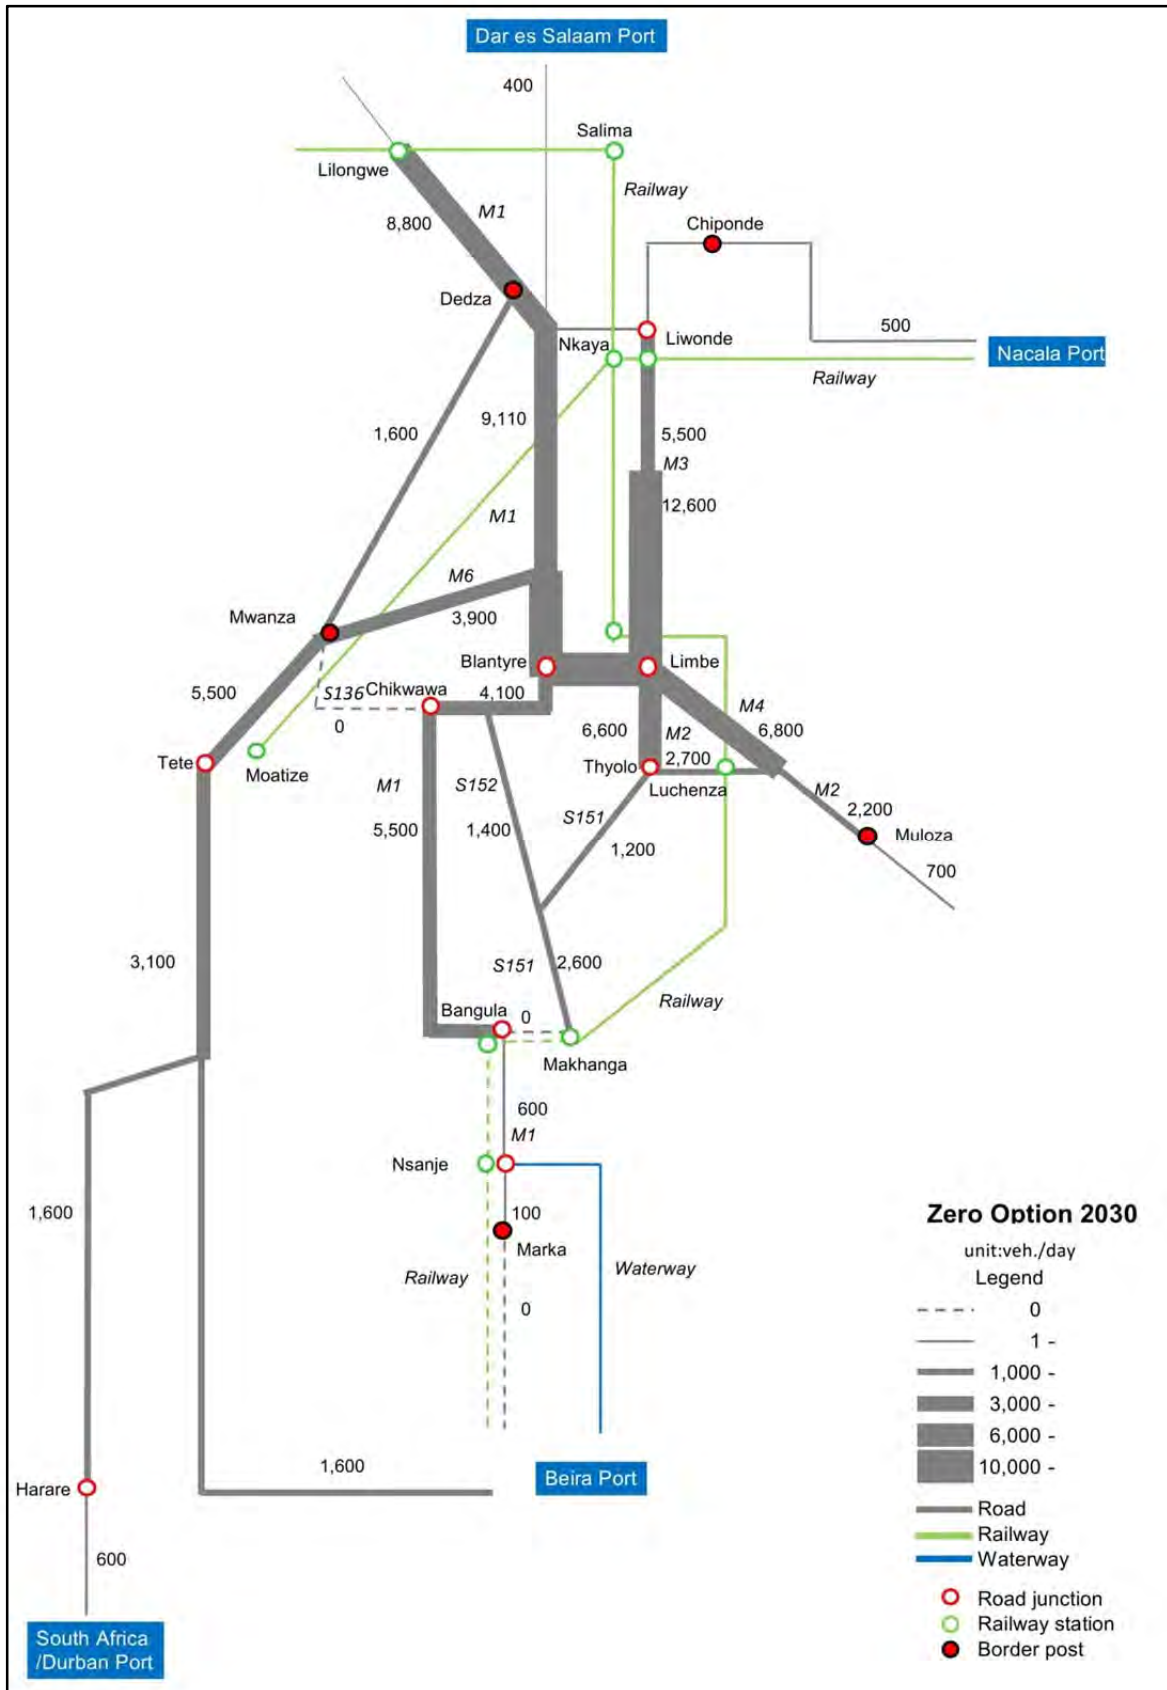 Dar es Salaam Port
400
Salima
Lilongwe
Railway
M1
8,800
Chiponde
Dedza
500
Nkaya
Liwonde
Nacala Port
Railway
9,110
1,600
5,500
M3
12,600
M1
M6
3,900
Mwanza
Blantyre
Limbe
5,500
S136
Chikwawa
4,100
0
M4
6,800
6,600
M2
2,700
Tete
Moatize
Thyolo
Luchenza
M1
S152
M2
2,200
5,500
1,400
S151
1,200
Muloza
700
3,100
S151
2,600
Bangula
0
Railway
Makhanga
600
M1
Nsanje
1,600
100
Marka
Railway
Waterway
0
Zero Option 2030
unit:veh./day
Legend
0
1 -
1,000 -
3,000 -
6,000 -
10,000 -
Road
Railway
Waterway
Road junction
Railway station
Border post
1,600
Beira Port
Harare
600
South Africa
/Durban Port